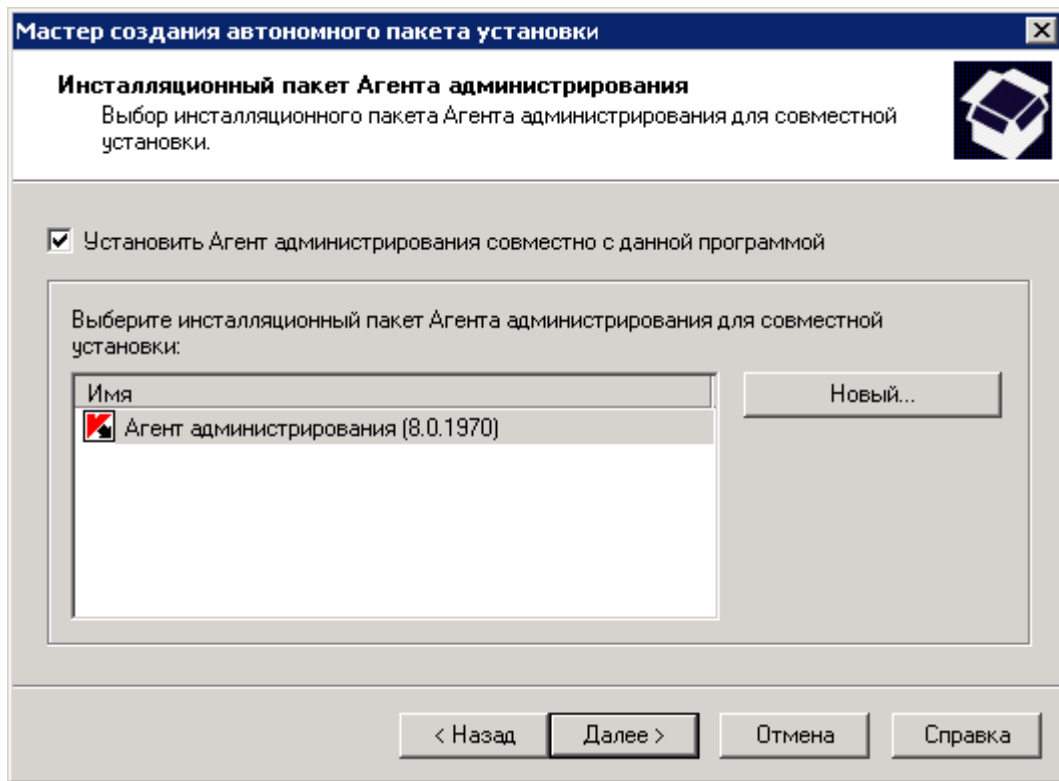 Мастер создания автономного пакета установки
Инсталляционный пакет Агента администрирования
Выбор инсталляционного пакета Агента администрирования для совместной
установки.
Установить Агент администрирования совместно с данной программой
Выберите инсталляционный пакет Агента администрирования для совместной
установки:
Имя
Новый...
Агент администрирования (8.0.1970)
< Назад
Далее >
Отмена
Справка